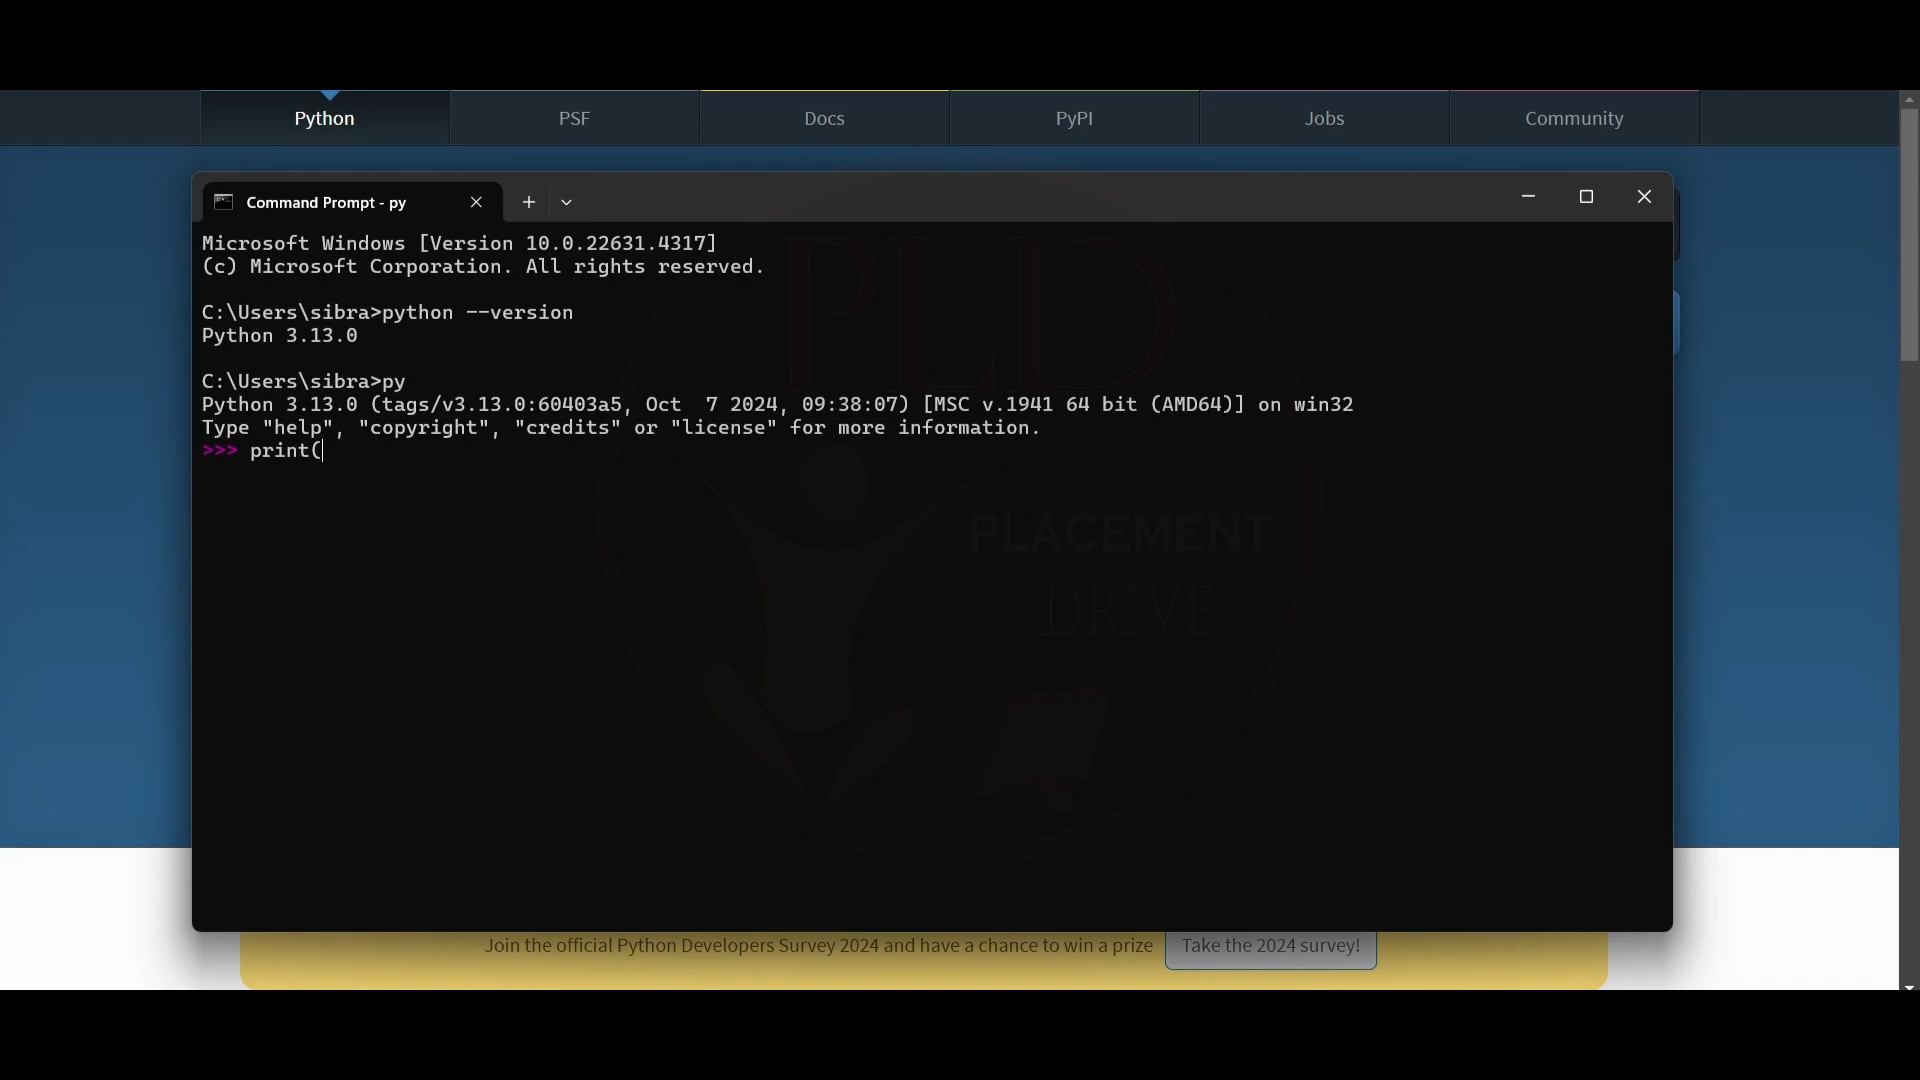 Python PSF Docs PyPI Jobs Community
Command Prompt - py
Microsoft Windows [Version 10.0.22631.4317]
(c) Microsoft Corporation. All rights reserved.
C:\Users\sibra>python --version
Python 3.13.0
C:\Users\sibra>py
Python 3.13.0 (tags/v3.13.0:60403a5, Oct  7 2024, 09:38:07) [MSC v.1941 64 bit (AMD64)] on win32
Type "help", "copyright", "credits" or "license" for more information.
>>> print(
PLD
PLACEMENT
DRIVE
Join the official Python Developers Survey 2024 and have a chance to win a prize Take the 2024 survey!